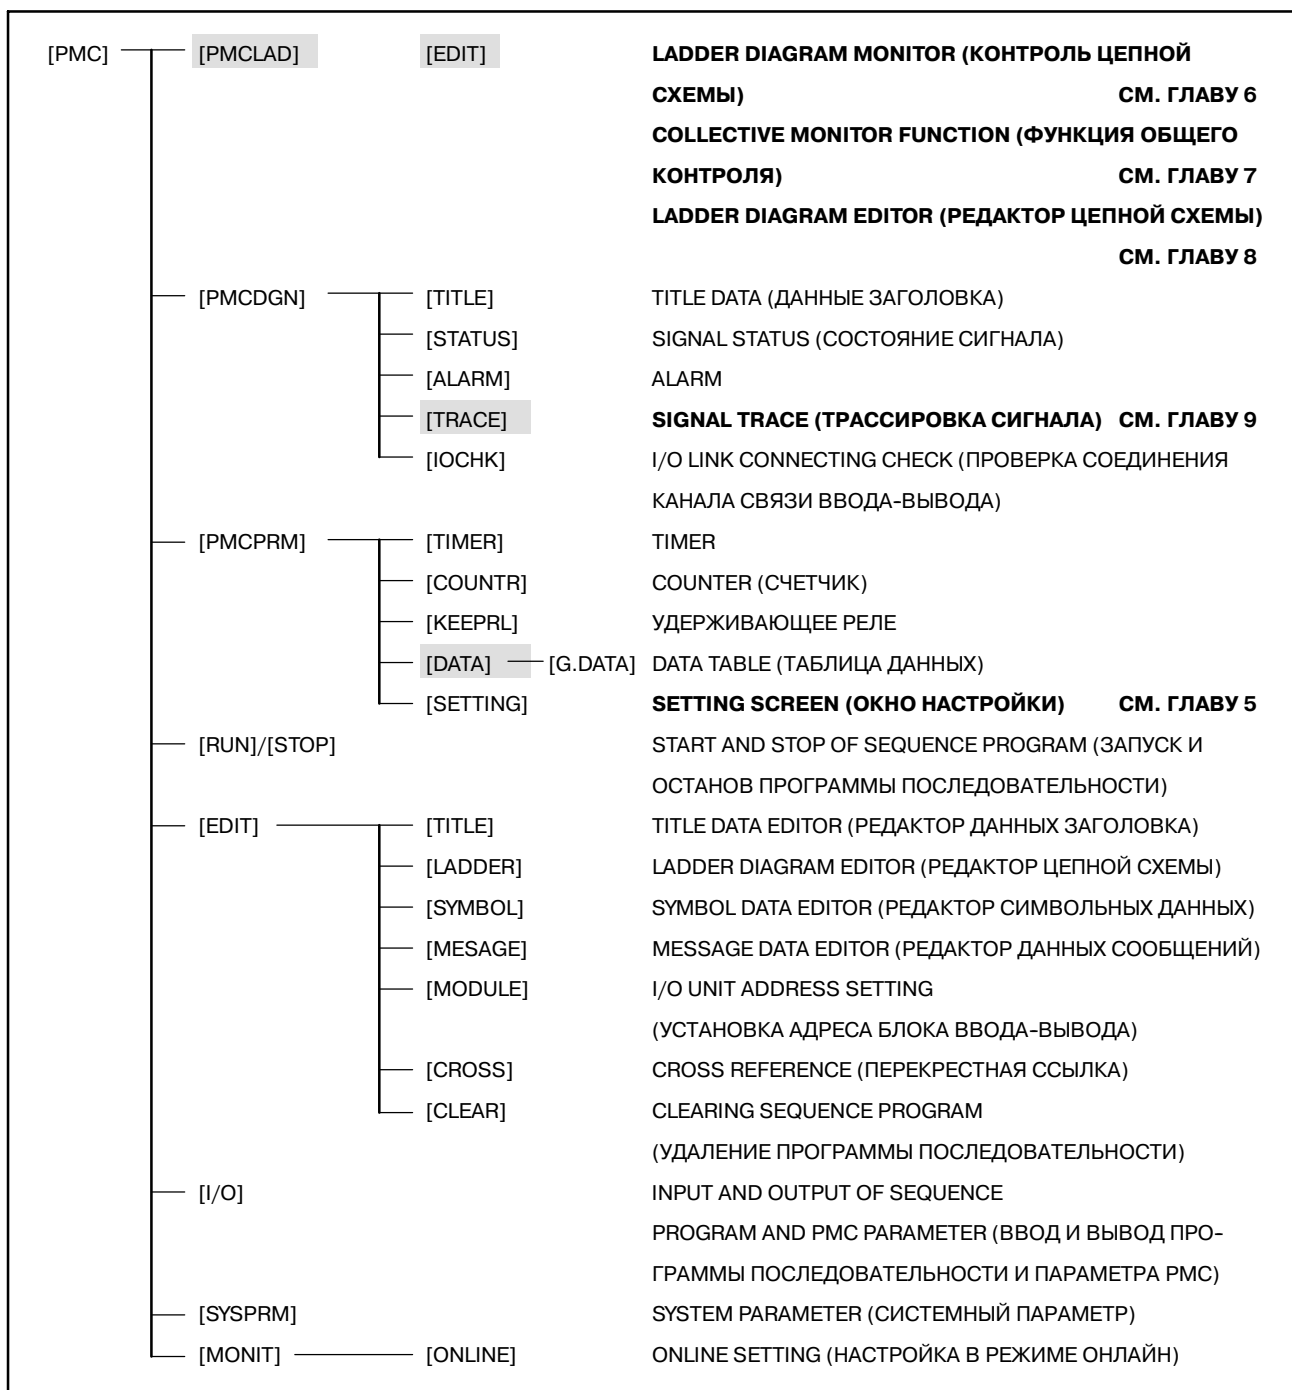 [PMC] [PMCLAD] [EDIT] LADDER DIAGRAM MONITOR (КОНТРОЛЬ ЦЕПНОЙ
СХЕМЫ) СМ. ГЛАВУ 6
COLLECTIVE MONITOR FUNCTION (ФУНКЦИЯ ОБЩЕГО
КОНТРОЛЯ) СМ. ГЛАВУ 7
LADDER DIAGRAM EDITOR (РЕДАКТОР ЦЕПНОЙ СХЕМЫ)
СМ. ГЛАВУ 8
[PMCDGN] [TITLE] TITLE DATA (ДАННЫЕ ЗАГОЛОВКА)
[STATUS] SIGNAL STATUS (СОСТОЯНИЕ СИГНАЛА)
[ALARM] ALARM
[TRACE] SIGNAL TRACE (ТРАССИРОВКА СИГНАЛА) СМ. ГЛАВУ 9
[IOCHK] I/O LINK CONNECTING CHECK (ПРОВЕРКА СОЕДИНЕНИЯ
КАНАЛА СВЯЗИ ВВОДА-ВЫВОДА)
[PMCPRM] [TIMER] TIMER
[COUNTR] COUNTER (СЧЕТЧИК)
[KEEPRL] УДЕРЖИВАЮЩЕЕ РЕЛЕ
[DATA] [G.DATA] DATA TABLE (ТАБЛИЦА ДАННЫХ)
[SETTING] SETTING SCREEN (ОКНО НАСТРОЙКИ) СМ. ГЛАВУ 5
[RUN]/[STOP] START AND STOP OF SEQUENCE PROGRAM (ЗАПУСК И
ОСТАНОВ ПРОГРАММЫ ПОСЛЕДОВАТЕЛЬНОСТИ)
[EDIT] [TITLE] TITLE DATA EDITOR (РЕДАКТОР ДАННЫХ ЗАГОЛОВКА)
[LADDER] LADDER DIAGRAM EDITOR (РЕДАКТОР ЦЕПНОЙ СХЕМЫ)
[SYMBOL] SYMBOL DATA EDITOR (РЕДАКТОР СИМВОЛЬНЫХ ДАННЫХ)
[MESAGE] MESSAGE DATA EDITOR (РЕДАКТОР ДАННЫХ СООБЩЕНИЙ)
[MODULE] I/O UNIT ADDRESS SETTING
(УСТАНОВКА АДРЕСА БЛОКА ВВОДА-ВЫВОДА)
[CROSS] CROSS REFERENCE (ПЕРЕКРЕСТНАЯ ССЫЛКА)
[CLEAR] CLEARING SEQUENCE PROGRAM
(УДАЛЕНИЕ ПРОГРАММЫ ПОСЛЕДОВАТЕЛЬНОСТИ)
[I/O] INPUT AND OUTPUT OF SEQUENCE
PROGRAM AND PMC PARAMETER (ВВОД И ВЫВОД ПРО-
ГРАММЫ ПОСЛЕДОВАТЕЛЬНОСТИ И ПАРАМЕТРА PMC)
[SYSPRM] SYSTEM PARAMETER (СИСТЕМНЫЙ ПАРАМЕТР)
[MONIT] [ONLINE] ONLINE SETTING (НАСТРОЙКА В РЕЖИМЕ ОНЛАЙН)